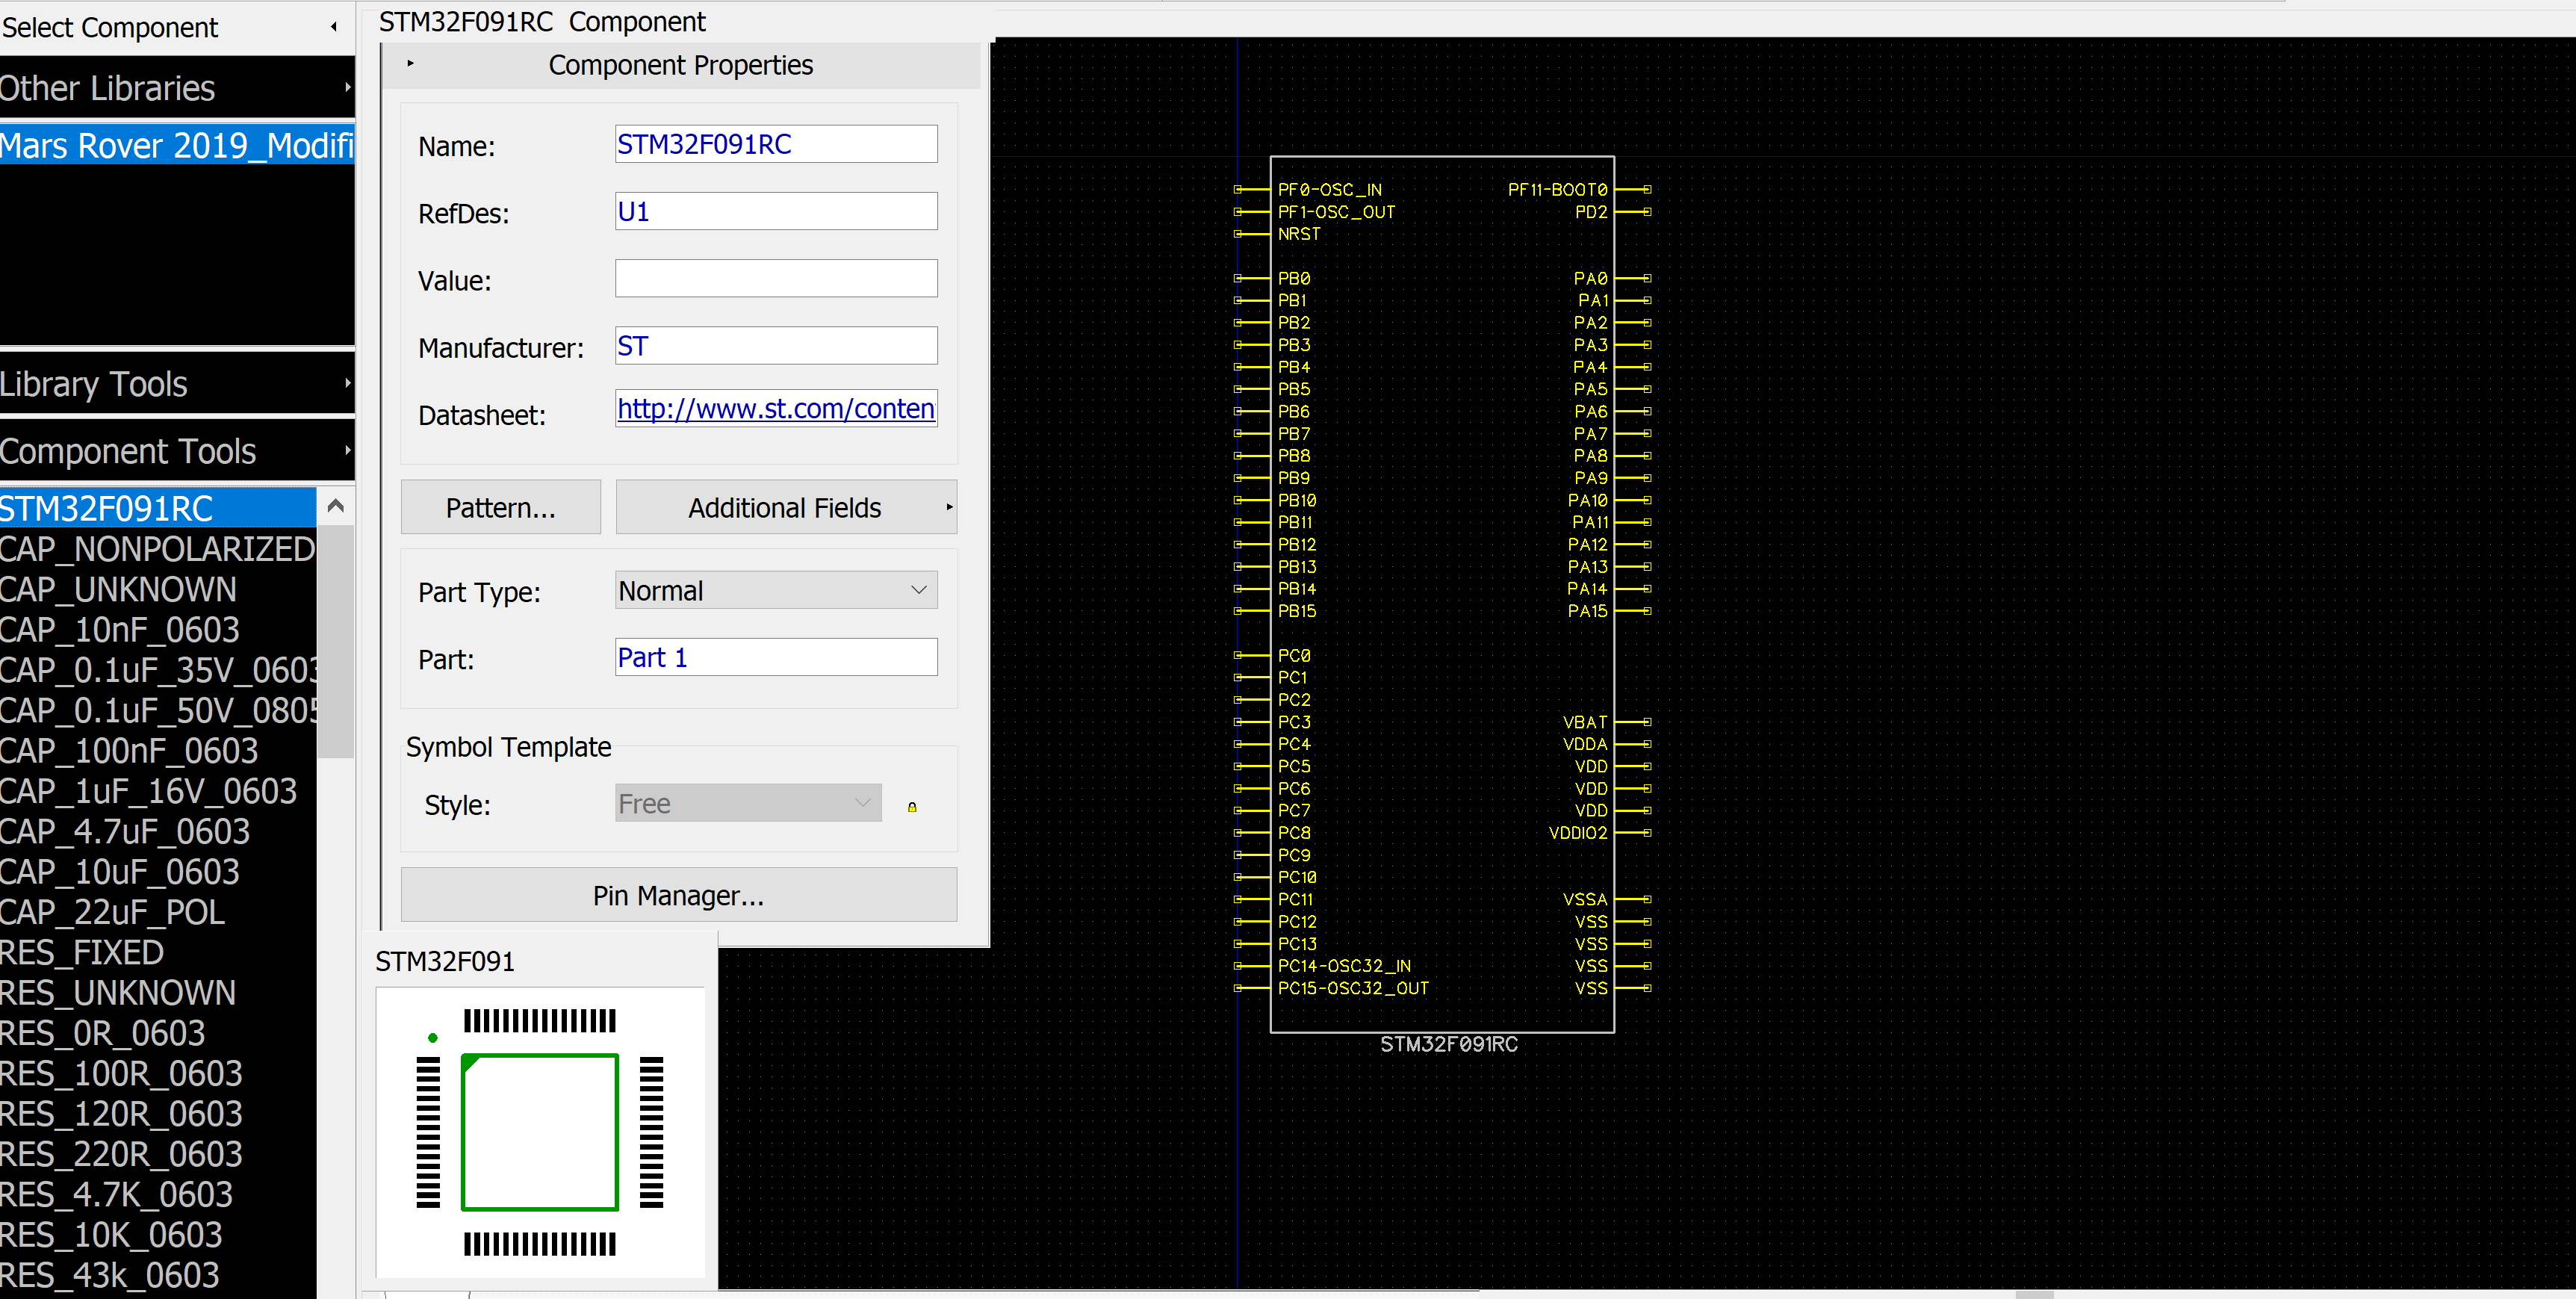 Select Component
Other Libraries
Mars Rover 2019_Modifi
Library Tools
Component Tools
STM32F091RC
CAP_NONPOLARIZED
CAP_UNKNOWN
CAP_10nF_0603
CAP_0.1uF_35V_0603
CAP_0.1uF_50V_0805
CAP_100nF_0603
CAP_1uF_16V_0603
CAP_4.7uF_0603
CAP_10uF_0603
CAP_22uF_POL
RES_FIXED
RES_UNKNOWN
RES_0R_0603
RES_100R_0603
RES_120R_0603
RES_220R_0603
RES_4.7K_0603
RES_10K_0603
RES_43k_0603
STM32F091RC Component
Component Properties
Name: STM32F091RC
RefDes: U1
Value:
Manufacturer: ST
Datasheet: http://www.st.com/conten
Pattern... Additional Fields
Part Type: Normal
Part: Part 1
Symbol Template
Style: Free
Pin Manager...
STM32F091
PF0-OSC_IN
PF1-OSC_OUT
NRST
PB0
PB1
PB2
PB3
PB4
PB5
PB6
PB7
PB8
PB9
PB10
PB11
PB12
PB13
PB14
PB15
PC0
PC1
PC2
PC3
PC4
PC5
PC6
PC7
PC8
PC9
PC10
PC11
PC12
PC13
PC14-OSC32_IN
PC15-OSC32_OUT
PF11-BOOT0
PD2
PA0
PA1
PA2
PA3
PA4
PA5
PA6
PA7
PA8
PA9
PA10
PA11
PA12
PA13
PA14
PA15
VBAT
VDDA
VDD
VDD
VDD
VDDIO2
VSSA
VSS
VSS
VSS
VSS
STM32F091RC